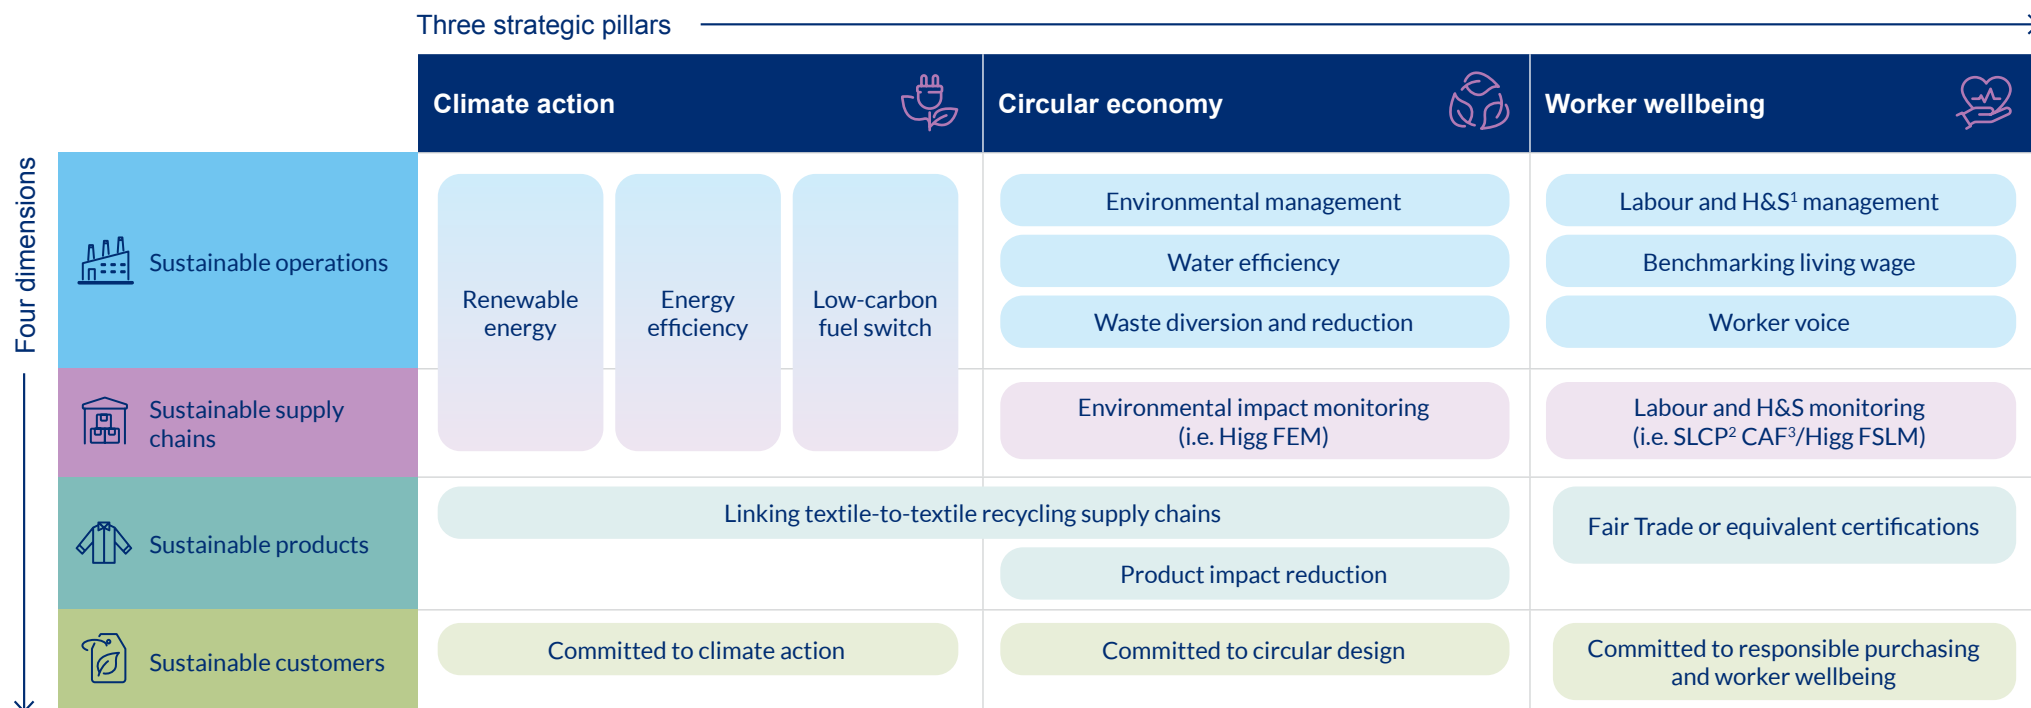 Three strategic pillars
Climate action
Circular economy
Worker wellbeing
Four dimensions
Sustainable operations
Renewable
energy
Energy
efficiency
Low-carbon
fuel switch
Environmental management
Water efficiency
Waste diversion and reduction
Labour and H&S¹ management
Benchmarking living wage
Worker voice
Sustainable supply
chains
Environmental impact monitoring
(i.e. Higg FEM)
Labour and H&S monitoring
(i.e. SLCP² CAF³/Higg FSLM)
Sustainable products
Linking textile-to-textile recycling supply chains
Product impact reduction
Fair Trade or equivalent certifications
Sustainable customers
Committed to climate action
Committed to circular design
Committed to responsible purchasing
and worker wellbeing